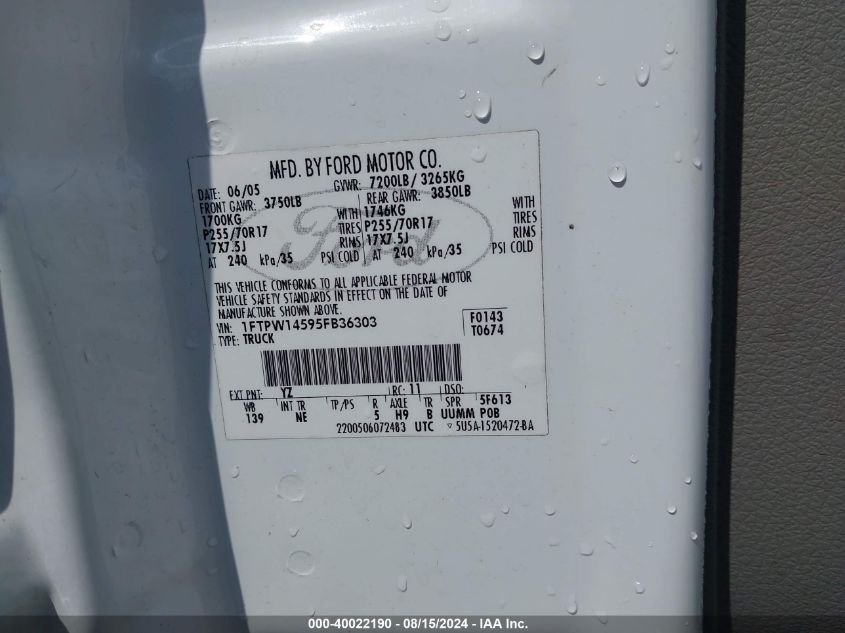 MFD. BY FORD MOTOR CO.
DATE: 06/05 GVWR: 7200LB/ 3265KG
FRONT GAWR: 3750LB REAR GAWR: 3850LB
1700KG WITH 1746KG WITH
P255/70R17 TIRES P255/70R17 TIRES
17X7.5J RIMS 17X7.5J RIMS
AT 240 kPa/35 PSI COLD AT 240 kPa/35 PSI COLD
Ford
THIS VEHICLE CONFORMS TO ALL APPLICABLE FEDERAL MOTOR
VEHICLE SAFETY STANDARDS IN EFFECT ON THE DATE OF
MANUFACTURE SHOWN ABOVE.
VIN: 1FTPW14595FB36303 F0143
TYPE: TRUCK T0674
EXT PNT: YZ RC: 11 DSO:
WB INT TR TP/PS R AXLE TR SPR 5F613
139 NE 5 H9 B UUMM POB
2200506072483 UTC ▽ 5U5A-1520472-BA
000-40022190 - 08/15/2024 - IAA Inc.